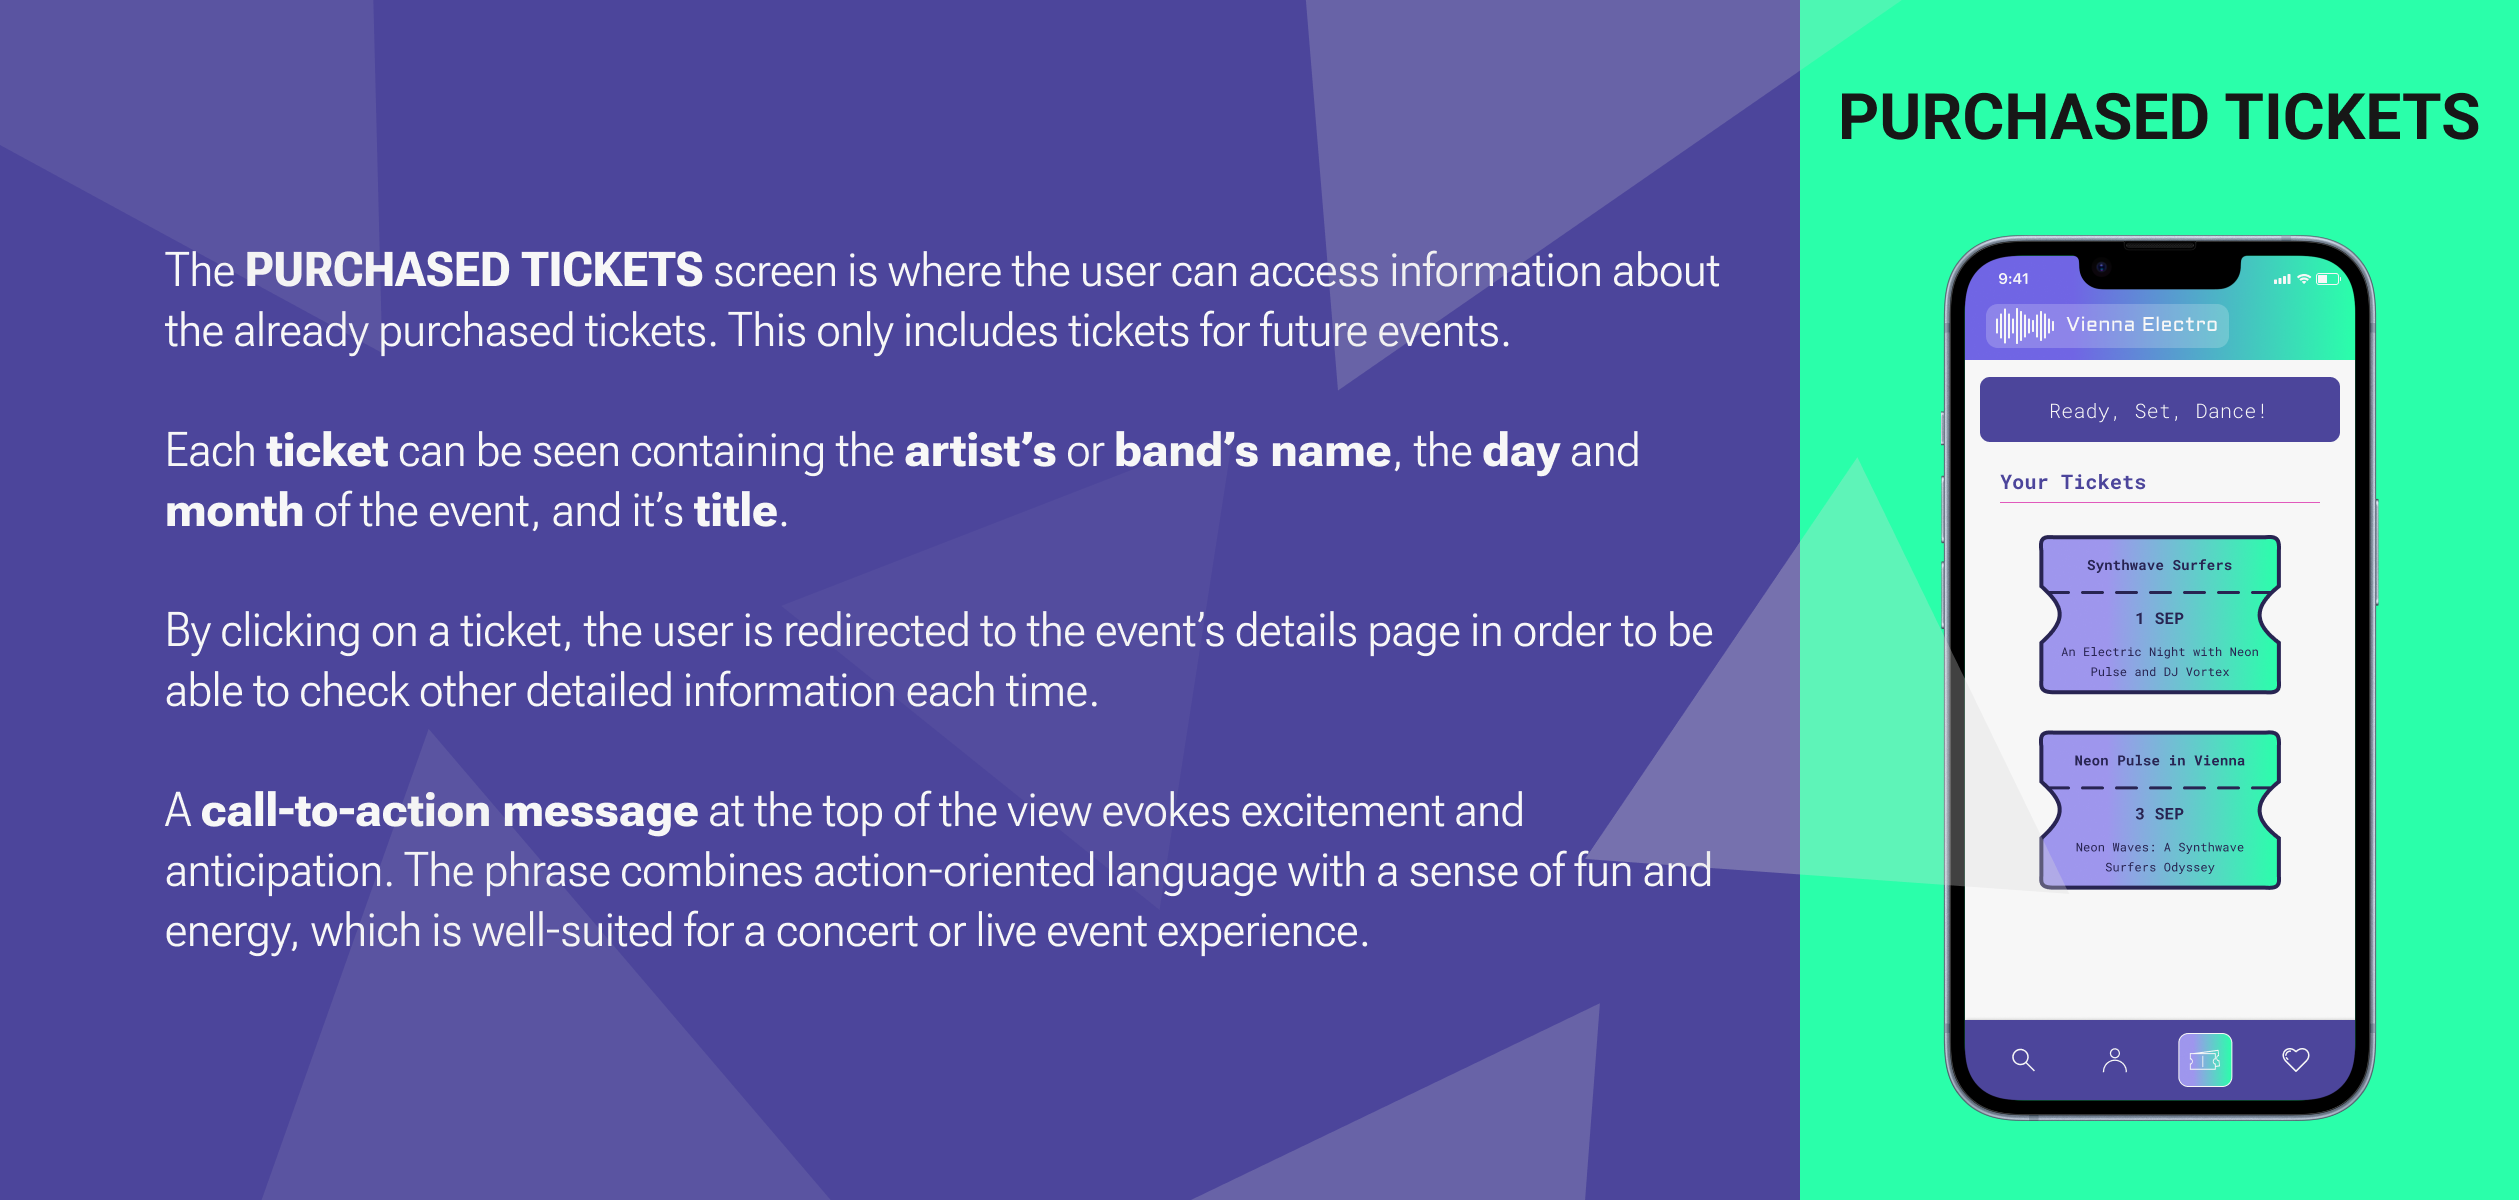 The PURCHASED TICKETS screen is where the user can access information about
the already purchased tickets. This only includes tickets for future events.
Each ticket can be seen containing the artist’s or band’s name, the day and
month of the event, and it’s title.
By clicking on a ticket, the user is redirected to the event’s details page in order to be
able to check other detailed information each time.
A call-to-action message at the top of the view evokes excitement and
anticipation. The phrase combines action-oriented language with a sense of fun and
energy, which is well-suited for a concert or live event experience.
PURCHASED TICKETS
9:41
Vienna Electro
Ready, Set, Dance!
Your Tickets
Synthwave Surfers
1 SEP
An Electric Night with Neon
Pulse and DJ Vortex
Neon Pulse in Vienna
3 SEP
Neon Waves: A Synthwave
Surfers Odyssey